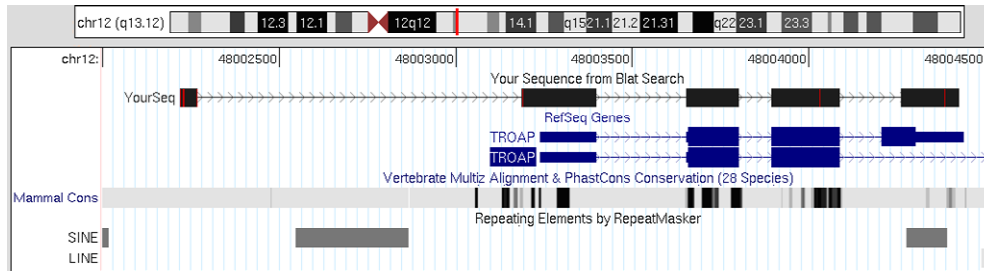 chr12 (q13.12) 12.3 12.1 12q12 14.1 q15 21.1 21.2 21.31 q22 23.1 23.3
chr12: 48002500 48003000 48003500 48004000 48004500
Your Sequence from Blat Search
YourSeq
RefSeq Genes
TROAP
TROAP
Vertebrate Multiz Alignment & PhastCons Conservation (28 Species)
Mammal Cons
Repeating Elements by RepeatMasker
SINE
LINE